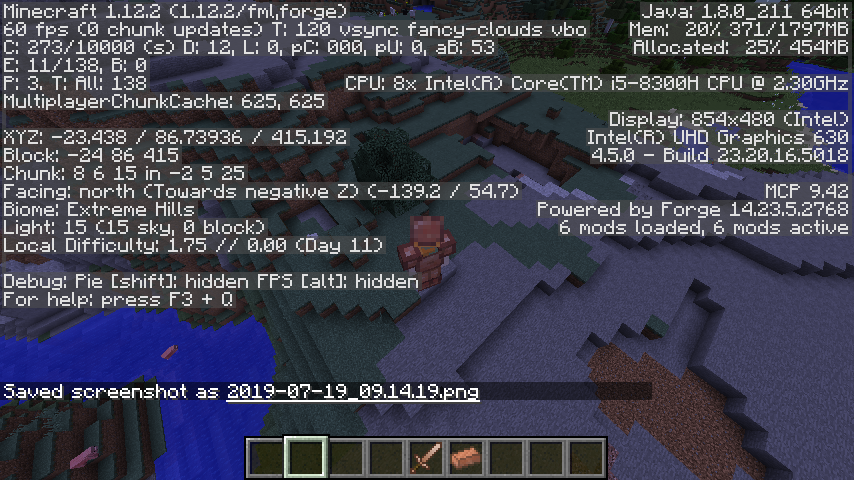 Minecraft 1.12.2 (1.12.2/fml,forge)
60 fps (0 chunk updates) T: 120 vsync fancy-clouds vbo
C: 273/10000 (s) D: 12, L: 0, pC: 000, pU: 0, aB: 53
E: 11/138, B: 0
P: 3. T: All: 138
MultiplayerChunkCache: 625, 625
XYZ: -23.438 / 86.73936 / 415.192
Block: -24 86 415
Chunk: 8 6 15 in -2 5 25
Facing: north (Towards negative Z) (-139.2 / 54.7)
Biome: Extreme Hills
Light: 15 (15 sky, 0 block)
Local Difficulty: 1.75 // 0.00 (Day 11)
Debug: Pie [shift]: hidden FPS [alt]: hidden
For help: press F3 + Q
Java: 1.8.0_211 64bit
Mem: 20% 371/1797MB
Allocated: 25% 454MB
CPU: 8x Intel(R) Core(TM) i5-8300H CPU @ 2.30GHz
Display: 854x480 (Intel)
Intel(R) UHD Graphics 630
4.5.0 - Build 23.20.16.5018
MCP 9.42
Powered by Forge 14.23.5.2768
6 mods loaded, 6 mods active
Saved screenshot as 2019-07-19_09.14.19.png